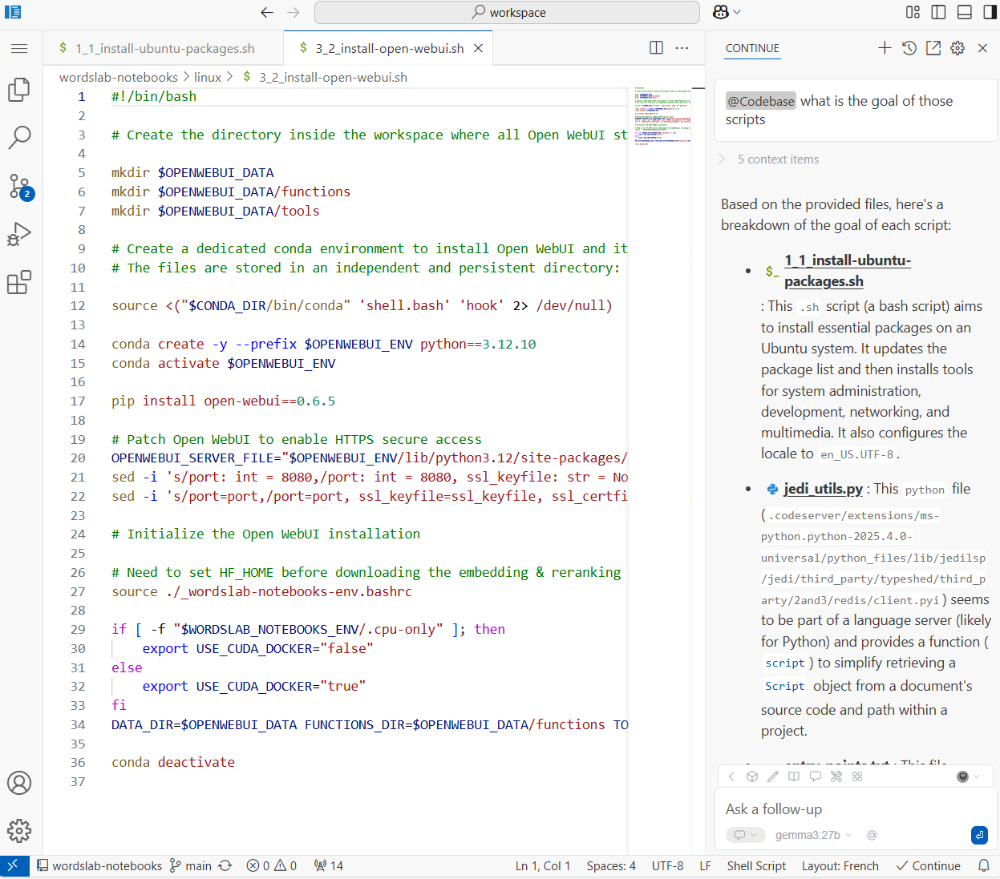 workspace
1_1_install-ubuntu-packages.sh
3_2_install-open-webui.sh
wordslab-notebooks > linux > $ 3_2_install-open-webui.sh
1 #!/bin/bash
2
3 # Create the directory inside the workspace where all Open WebUI st
4
5 mkdir $OPENWEBUI_DATA
6 mkdir $OPENWEBUI_DATA/functions
7 mkdir $OPENWEBUI_DATA/tools
8
9 # Create a dedicated conda environment to install Open WebUI and it
10 # The files are stored in an independent and persistent directory:
11
12 source <("$CONDA_DIR/bin/conda" 'shell.bash' 'hook' 2> /dev/null)
13
14 conda create -y --prefix $OPENWEBUI_ENV python==3.12.10
15 conda activate $OPENWEBUI_ENV
16
17 pip install open-webui==0.6.5
18
19 # Patch Open WebUI to enable HTTPS secure access
20 OPENWEBUI_SERVER_FILE="$OPENWEBUI_ENV/lib/python3.12/site-packages/
21 sed -i 's/port: int = 8080,/port: int = 8080, ssl_keyfile: str = No
22 sed -i 's/port=port,/port=port, ssl_keyfile=ssl_keyfile, ssl_certfi
23
24 # Initialize the Open WebUI installation
25
26 # Need to set HF_HOME before downloading the embedding & reranking
27 source ./_wordslab-notebooks-env.bashrc
28
29 if [ -f "$WORDSLAB_NOTEBOOKS_ENV/.cpu-only" ]; then
30 export USE_CUDA_DOCKER="false"
31 else
32 export USE_CUDA_DOCKER="true"
33 fi
34 DATA_DIR=$OPENWEBUI_DATA FUNCTIONS_DIR=$OPENWEBUI_DATA/functions TO
35
36 conda deactivate
37
CONTINUE
@Codebase what is the goal of those
scripts
5 context items
Based on the provided files, here's a
breakdown of the goal of each script:
• $_ 1_1_install-ubuntu-
packages.sh
: This .sh script (a bash script) aims
to install essential packages on an
Ubuntu system. It updates the
package list and then installs tools
for system administration,
development, networking, and
multimedia. It also configures the
locale to en_US.UTF-8 .
• jedi_utils.py : This python file
( .codeserver/extensions/ms-
python.python-2025.4.0-
universal/python_files/lib/jedilsp
/jedi/third_party/typeshed/third_p
arty/2and3/redis/client.pyi ) seems
to be part of a language server (likely
for Python) and provides a function (
script ) to simplify retrieving a
Script object from a document's
source code and path within a
project.
entry_points.txt : This file
Ask a follow-up
gemma3:27b
@
2
wordslab-notebooks main 0 0 14
Ln 1, Col 1 Spaces: 4 UTF-8 LF Shell Script Layout: French Continue